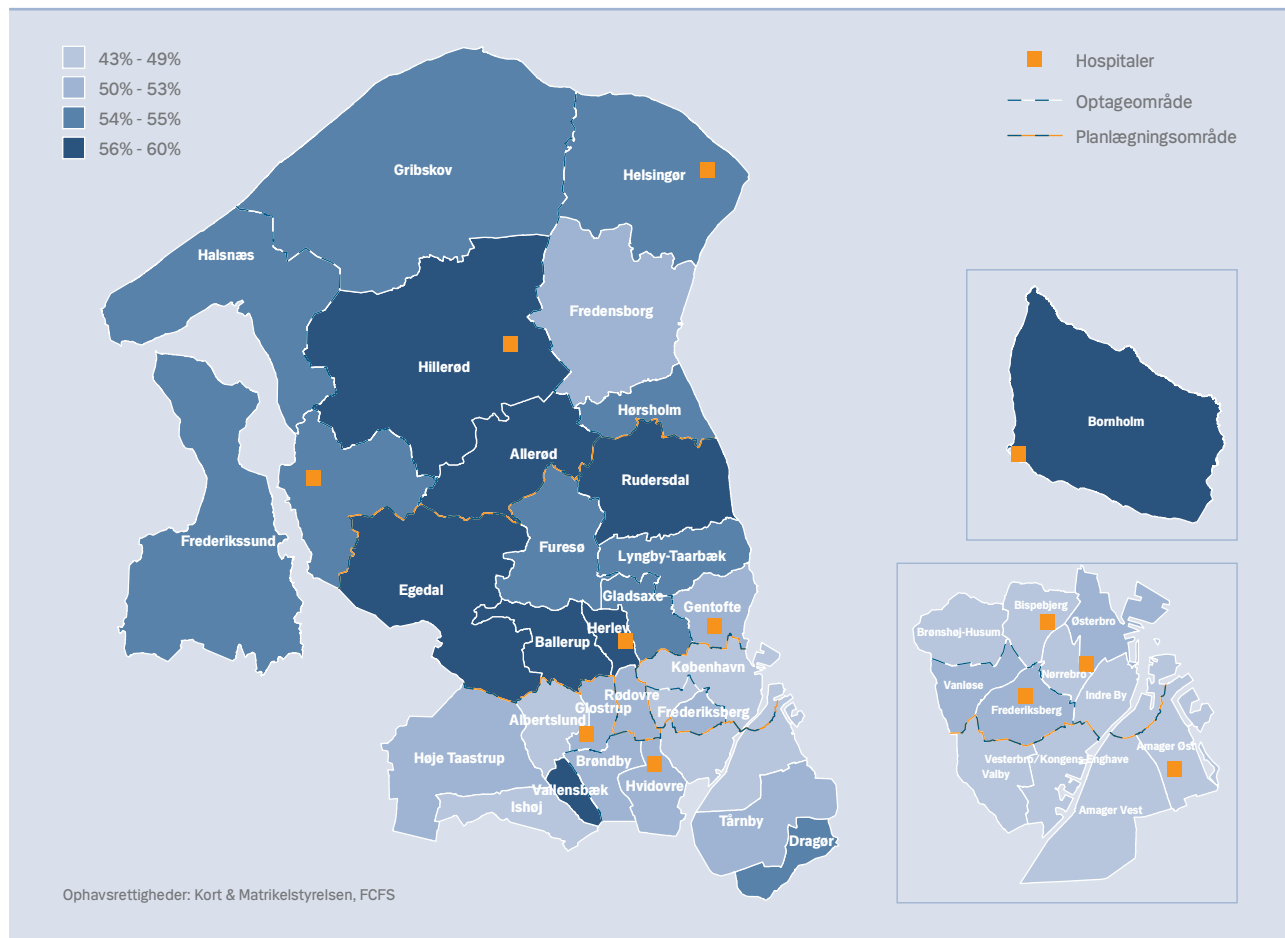 43% - 49%
50% - 53%
54% - 55%
56% - 60%
Hospitaler
Optageområde
Planlægningsområde
Gribskov
Helsingør
Halsnæs
Fredensborg
Hillerød
Hørsholm
Allerød
Rudersdal
Frederikssund
Furesø
Lyngby-Taarbæk
Egedal
Gladsaxe
Gentofte
Herlev
Ballerup
København
Rødovre
Glostrup
Frederiksberg
Albertslund
Høje Taastrup
Brøndby
Vallensbæk
Hvidovre
Ishøj
Tårnby
Dragør
Bornholm
Bispebjerg
Østerbro
Brønshøj-Husum
Nørrebro
Vanløse
Indre By
Frederiksberg
Amager Øst
Vesterbro/Kongens Enghave
Valby
Amager Vest
Ophavsrettigheder: Kort & Matrikelstyrelsen, FCFS